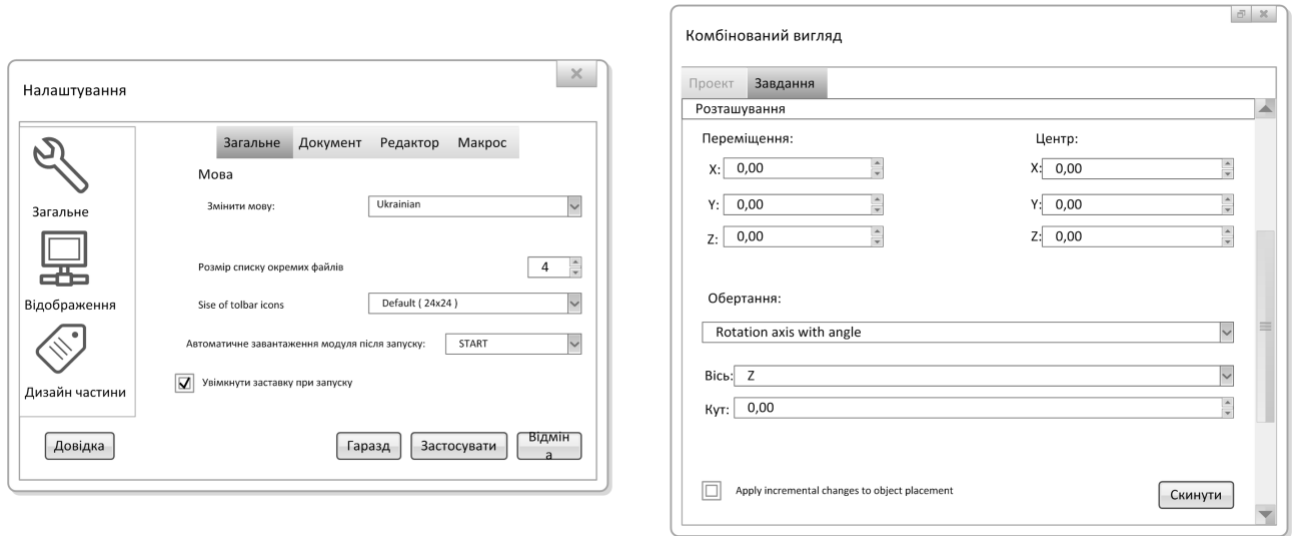 Налаштування
Загальне Документ Редактор Макрос
Мова
Змінити мову: Ukrainian
Загальне
Розмір списку окремих файлів 4
Відображення
Sise of tolbar icons Default ( 24x24 )
Автоматичне завантаження модуля після запуску: START
Увімкнути заставку при запуску
Дизайн частини
Довідка Гаразд Застосувати Відмін
а
Комбінований вигляд
Проект Завдання
Розташування
Переміщення: Центр:
X: 0,00 X: 0,00
Y: 0,00 Y: 0,00
Z: 0,00 Z: 0,00
Обертання:
Rotation axis with angle
Вісь: Z
Кут: 0,00
Apply incremental changes to object placement
Скинути